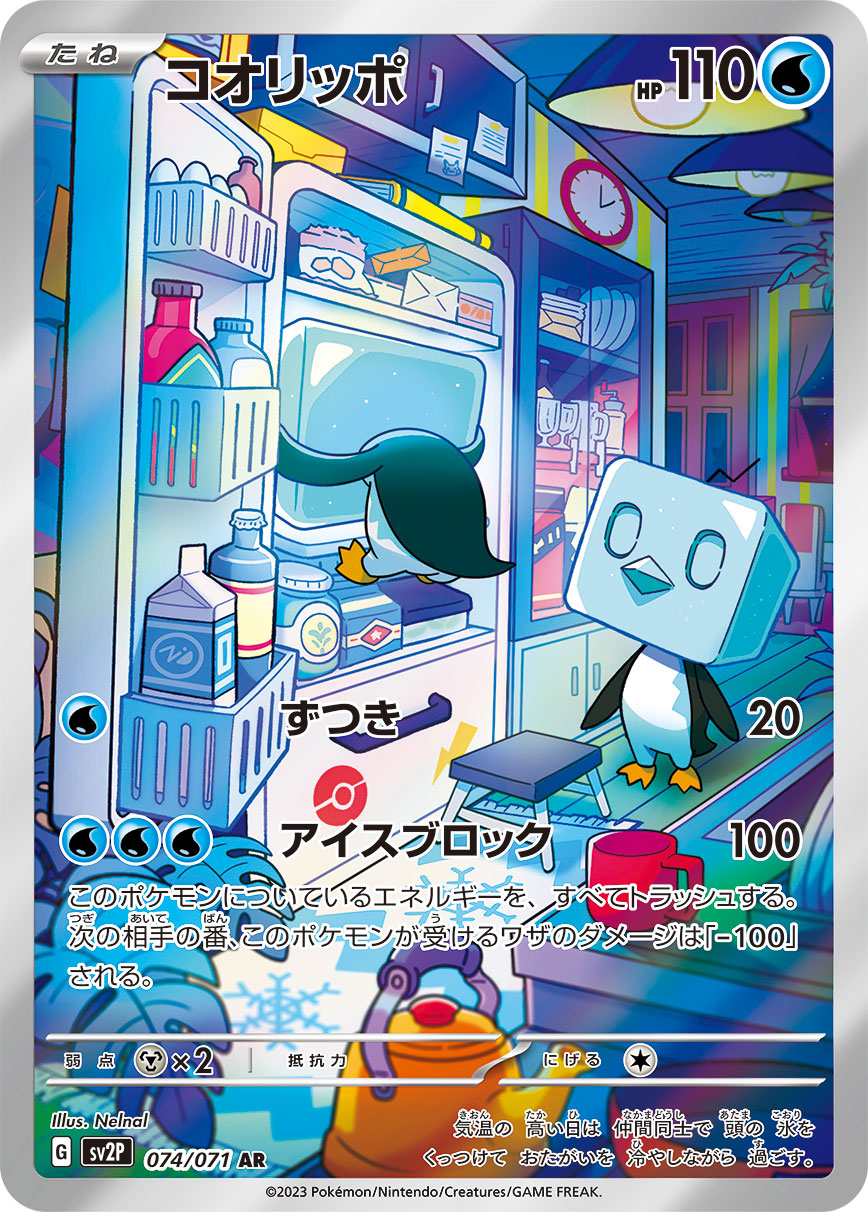 たね
コオリッポ
HP 110
ずつき 20
アイスブロック 100
このポケモンについているエネルギーを、すべてトラッシュする。
次の相手の番、このポケモンが受けるワザのダメージは「-100」
される。
弱点 ×2 抵抗力 にげる
Illus. Nelnal
気温の 高い日は 仲間同士で 頭の 氷を
くっつけて おたがいを 冷やしながら 過ごす。
G sv2P 074/071 AR
©2023 Pokémon/Nintendo/Creatures/GAME FREAK.